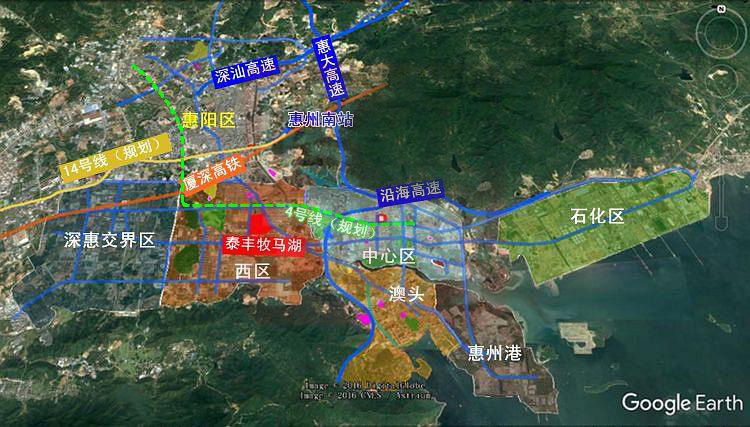 N
惠大高速
深汕高速
惠阳区
惠州南站
14号线（规划）
厦深高铁
沿海高速
石化区
4号线（规划）
深惠交界区
泰丰牧马湖
中心区
西区
澳头
惠州港
Image © 2016 DigitalGlobe
Image © 2016 CNES / Astrium
Google Earth